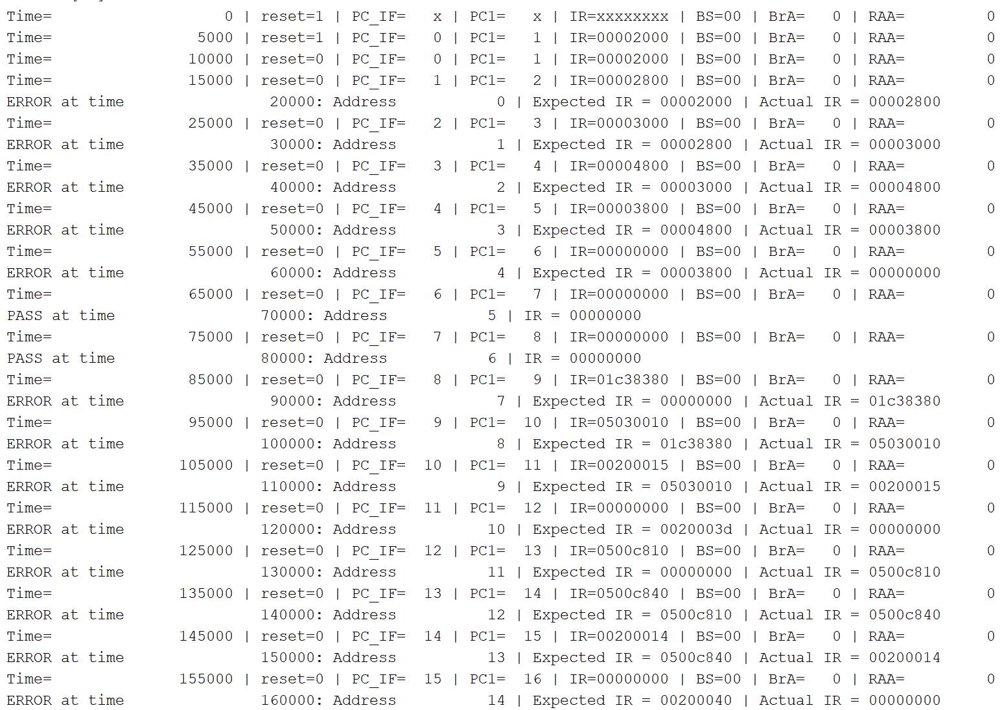 Time=                   0 | reset=1 | PC_IF=   x | PC1=   x | IR=xxxxxxxx | BS=00 | BrA=   0 | RAA=         0
Time=                5000 | reset=1 | PC_IF=   0 | PC1=   1 | IR=00002000 | BS=00 | BrA=   0 | RAA=         0
Time=               10000 | reset=0 | PC_IF=   0 | PC1=   1 | IR=00002000 | BS=00 | BrA=   0 | RAA=         0
Time=               15000 | reset=0 | PC_IF=   1 | PC1=   2 | IR=00002800 | BS=00 | BrA=   0 | RAA=         0
ERROR at time                20000: Address           0 | Expected IR = 00002000 | Actual IR = 00002800
Time=               25000 | reset=0 | PC_IF=   2 | PC1=   3 | IR=00003000 | BS=00 | BrA=   0 | RAA=         0
ERROR at time                30000: Address           1 | Expected IR = 00002800 | Actual IR = 00003000
Time=               35000 | reset=0 | PC_IF=   3 | PC1=   4 | IR=00004800 | BS=00 | BrA=   0 | RAA=         0
ERROR at time                40000: Address           2 | Expected IR = 00003000 | Actual IR = 00004800
Time=               45000 | reset=0 | PC_IF=   4 | PC1=   5 | IR=00003800 | BS=00 | BrA=   0 | RAA=         0
ERROR at time                50000: Address           3 | Expected IR = 00004800 | Actual IR = 00003800
Time=               55000 | reset=0 | PC_IF=   5 | PC1=   6 | IR=00000000 | BS=00 | BrA=   0 | RAA=         0
ERROR at time                60000: Address           4 | Expected IR = 00003800 | Actual IR = 00000000
Time=               65000 | reset=0 | PC_IF=   6 | PC1=   7 | IR=00000000 | BS=00 | BrA=   0 | RAA=         0
PASS at time                70000: Address           5 | IR = 00000000
Time=               75000 | reset=0 | PC_IF=   7 | PC1=   8 | IR=00000000 | BS=00 | BrA=   0 | RAA=         0
PASS at time                80000: Address           6 | IR = 00000000
Time=               85000 | reset=0 | PC_IF=   8 | PC1=   9 | IR=01c38380 | BS=00 | BrA=   0 | RAA=         0
ERROR at time                90000: Address           7 | Expected IR = 00000000 | Actual IR = 01c38380
Time=               95000 | reset=0 | PC_IF=   9 | PC1=  10 | IR=05030010 | BS=00 | BrA=   0 | RAA=         0
ERROR at time               100000: Address           8 | Expected IR = 01c38380 | Actual IR = 05030010
Time=              105000 | reset=0 | PC_IF=  10 | PC1=  11 | IR=00200015 | BS=00 | BrA=   0 | RAA=         0
ERROR at time               110000: Address           9 | Expected IR = 05030010 | Actual IR = 00200015
Time=              115000 | reset=0 | PC_IF=  11 | PC1=  12 | IR=00000000 | BS=00 | BrA=   0 | RAA=         0
ERROR at time               120000: Address          10 | Expected IR = 0020003d | Actual IR = 00000000
Time=              125000 | reset=0 | PC_IF=  12 | PC1=  13 | IR=0500c810 | BS=00 | BrA=   0 | RAA=         0
ERROR at time               130000: Address          11 | Expected IR = 00000000 | Actual IR = 0500c810
Time=              135000 | reset=0 | PC_IF=  13 | PC1=  14 | IR=0500c840 | BS=00 | BrA=   0 | RAA=         0
ERROR at time               140000: Address          12 | Expected IR = 0500c810 | Actual IR = 0500c840
Time=              145000 | reset=0 | PC_IF=  14 | PC1=  15 | IR=00200014 | BS=00 | BrA=   0 | RAA=         0
ERROR at time               150000: Address          13 | Expected IR = 0500c840 | Actual IR = 00200014
Time=              155000 | reset=0 | PC_IF=  15 | PC1=  16 | IR=00000000 | BS=00 | BrA=   0 | RAA=         0
ERROR at time               160000: Address          14 | Expected IR = 00200040 | Actual IR = 00000000